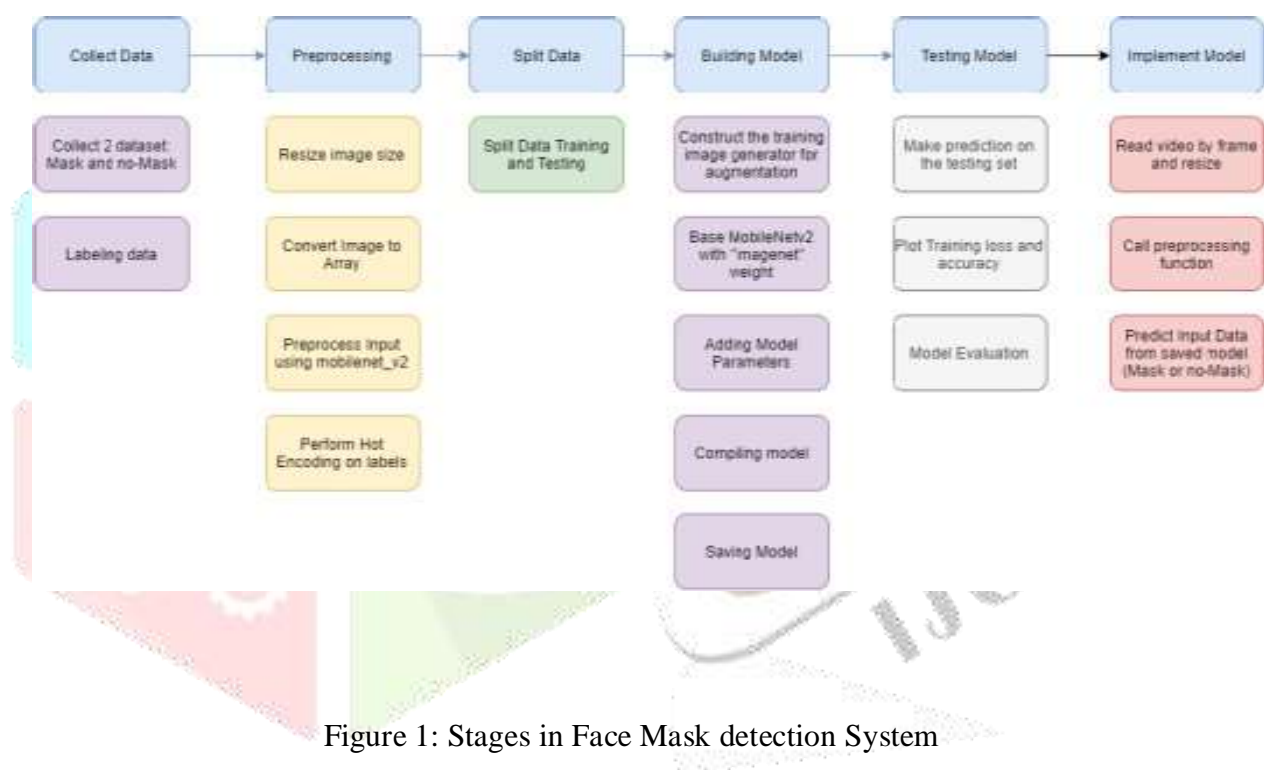 Collect Data
Preprocessing
Split Data
Building Model
Testing Model
Implement Model
Collect 2 dataset:
Mask and no-Mask
Labeling data
Resize image size
Convert Image to
Array
Preprocess Input
using mobilenet_v2
Perform Hot
Encoding on labels
Split Data Training
and Testing
Construct the training
image generator for
augmentation
Base MobileNetv2
with "imagenet"
weight
Adding Model
Parameters
Compling model
Saving Model
Make prediction on
the testing set
Plot Training loss and
accuracy
Model Evaluation
Read video by frame
and resize
Call preprocessing
function
Predict Input Data
from saved model
(Mask or no-Mask)
Figure 1: Stages in Face Mask detection System